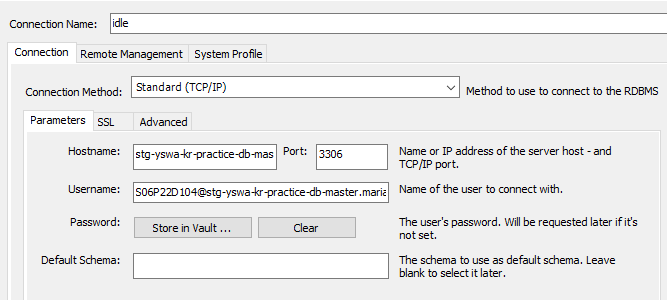 Connection Name: idle
Connection Remote Management System Profile
Connection Method: Standard (TCP/IP) Method to use to connect to the RDBMS
Parameters SSL Advanced
Hostname: stg-yswa-kr-practice-db-mas Port: 3306 Name or IP address of the server host - and
TCP/IP port.
Username: S06P22D104@stg-yswa-kr-practice-db-master.maria Name of the user to connect with.
Password: Store in Vault ... Clear The user's password. Will be requested later if it's
not set.
Default Schema: The schema to use as default schema. Leave
blank to select it later.